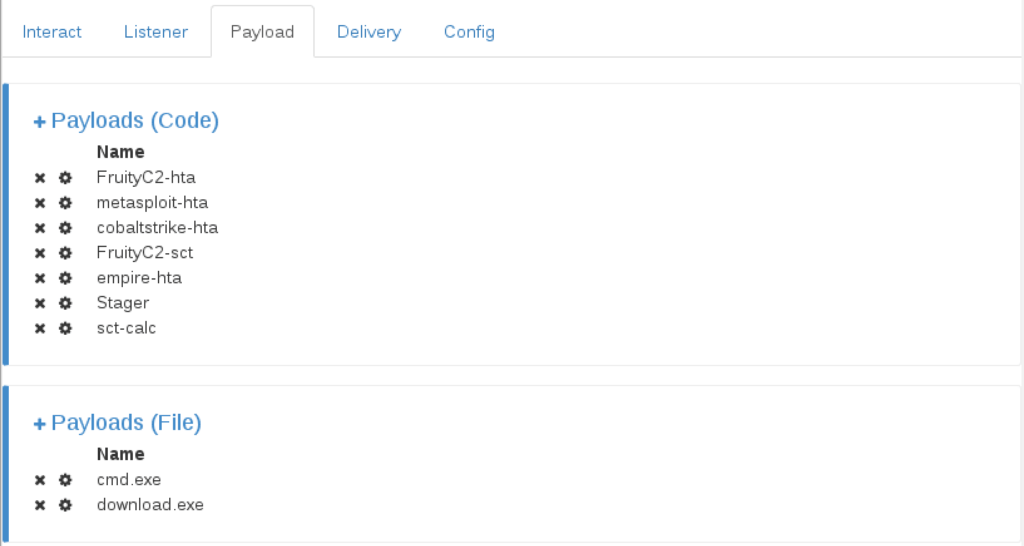 Interact Listener Payload Delivery Config
+ Payloads (Code)
Name
FruityC2-hta
metasploit-hta
cobaltstrike-hta
FruityC2-sct
empire-hta
Stager
sct-calc
+ Payloads (File)
Name
cmd.exe
download.exe